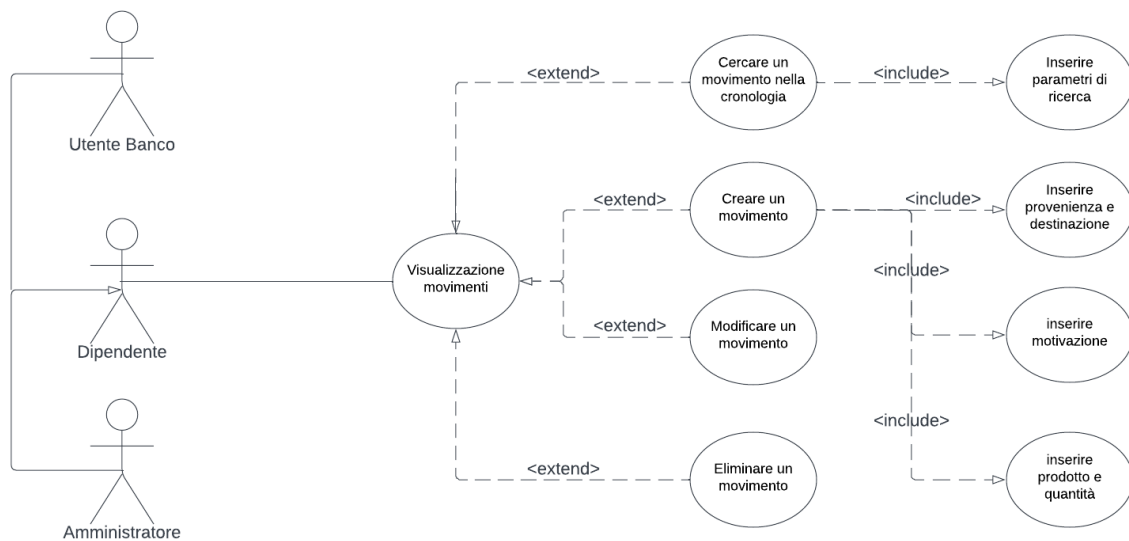 Utente Banco
Dipendente
Amministratore
Visualizzazione
movimenti
<extend>
<extend>
<extend>
<extend>
Cercare un
movimento nella
cronologia
Creare un
movimento
Modificare un
movimento
Eliminare un
movimento
<include>
<include>
<include>
<include>
Inserire
parametri di
ricerca
Inserire
provenienza e
destinazione
inserire
motivazione
inserire
prodotto e
quantità